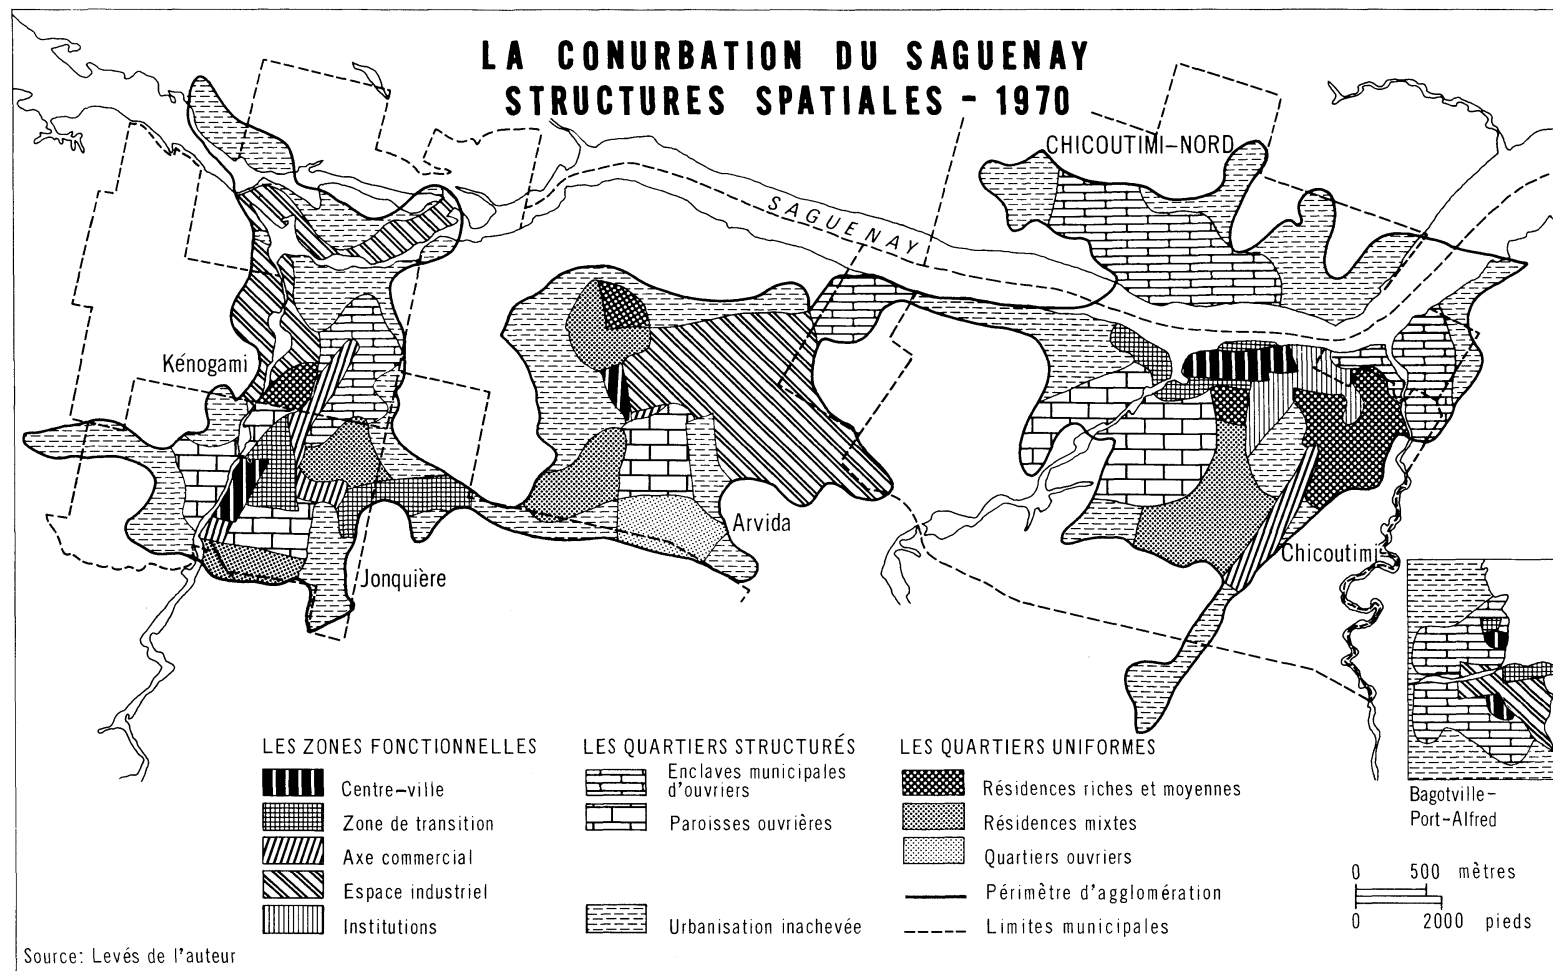 LA CONURBATION DU SAGUENAY
STRUCTURES SPATIALES - 1970
CHICOUTIMI-NORD
SAGUENAY
Kénogami
Arvida
Jonquière
Chicoutimi
LES ZONES FONCTIONNELLES
Centre-ville
Zone de transition
Axe commercial
Espace industriel
Institutions
LES QUARTIERS STRUCTURÉS
Enclaves municipales
d'ouvriers
Paroisses ouvrières
Urbanisation inachevée
LES QUARTIERS UNIFORMES
Résidences riches et moyennes
Résidences mixtes
Quartiers ouvriers
Périmètre d'agglomération
Limites municipales
Bagotville-
Port-Alfred
0 500 mètres
0 2000 pieds
Source: Levés de l'auteur